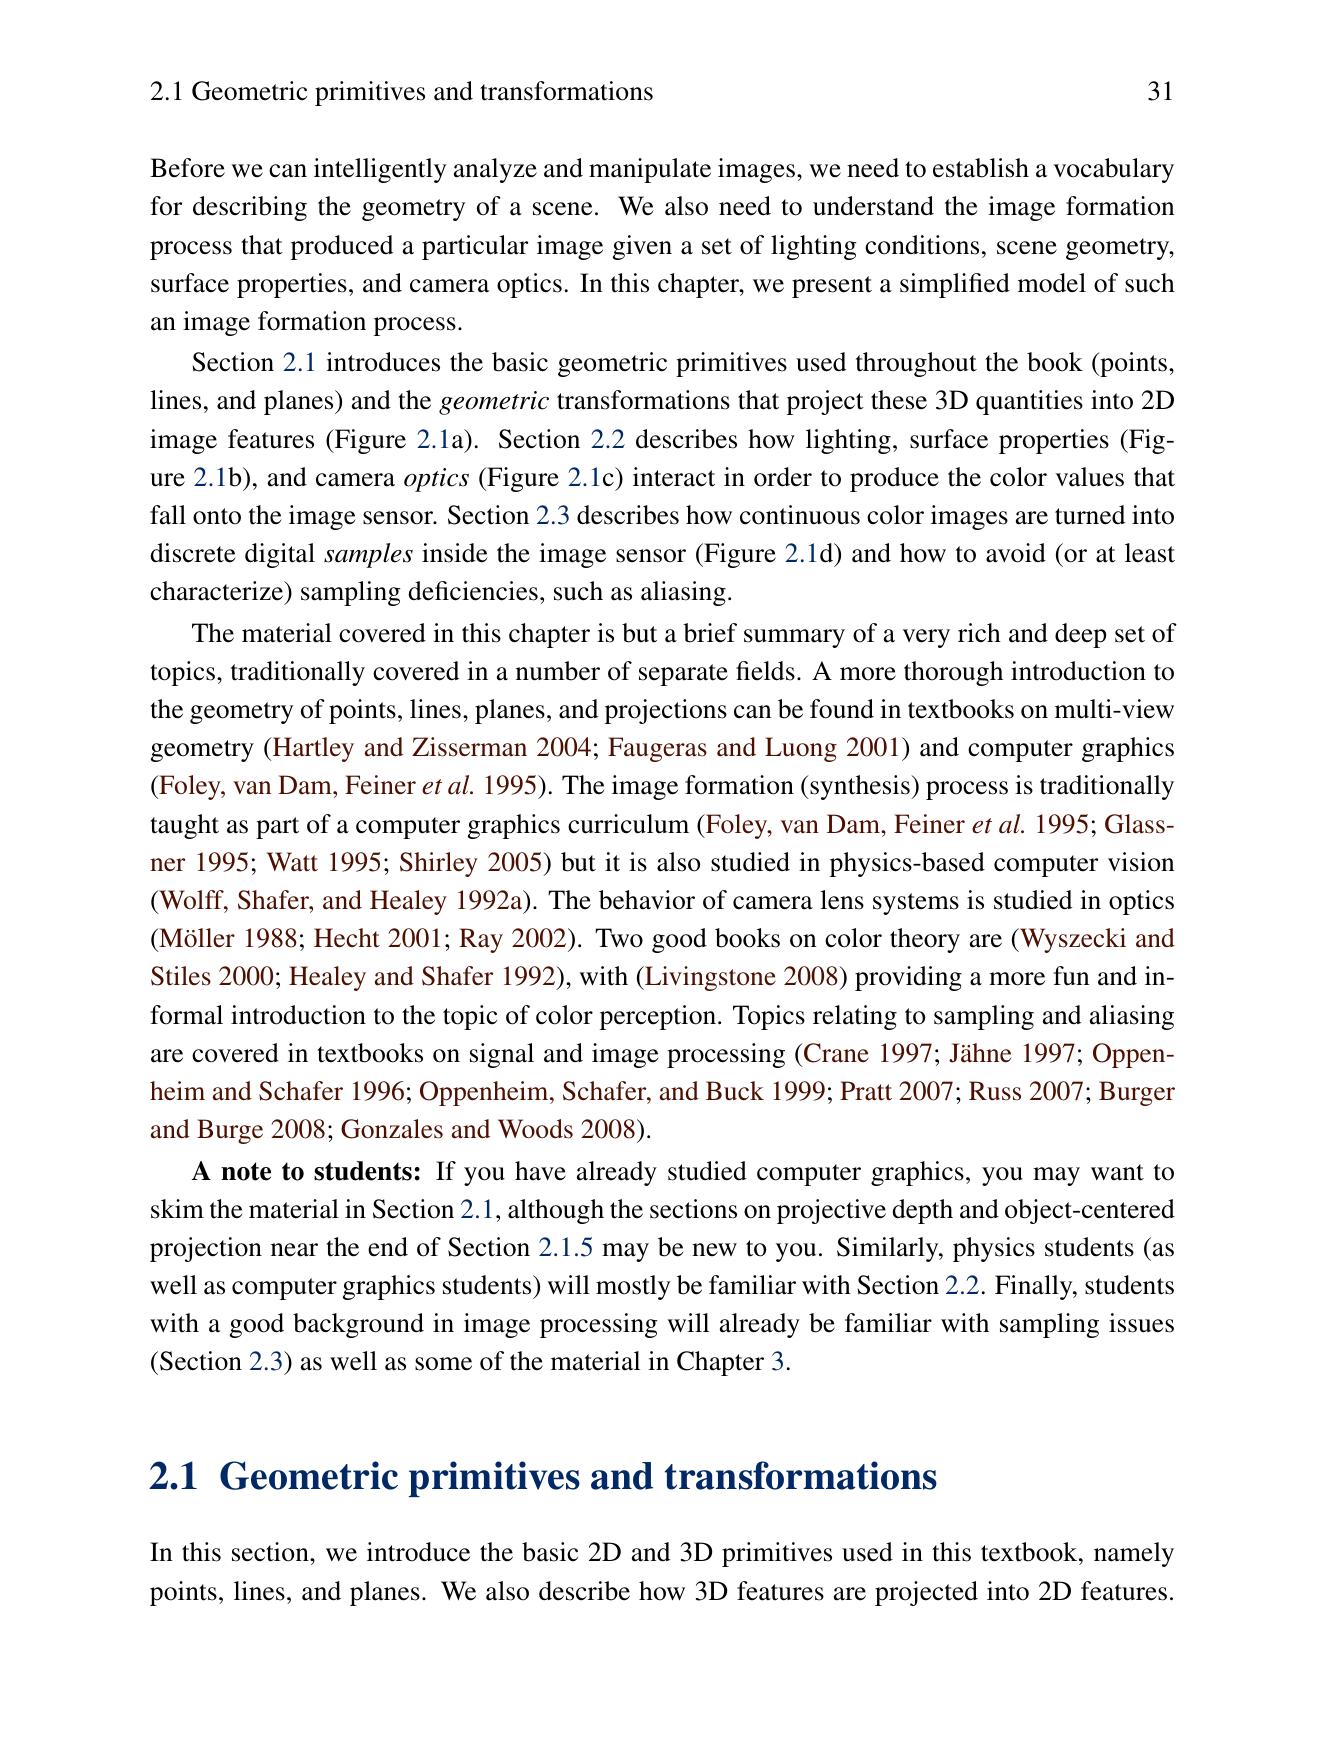 2.1 Geometric primitives and transformations 31
Before we can intelligently analyze and manipulate images, we need to establish a vocabulary
for describing the geometry of a scene. We also need to understand the image formation
process that produced a particular image given a set of lighting conditions, scene geometry,
surface properties, and camera optics. In this chapter, we present a simplified model of such
an image formation process.
Section 2.1 introduces the basic geometric primitives used throughout the book (points,
lines, and planes) and the geometric transformations that project these 3D quantities into 2D
image features (Figure 2.1a). Section 2.2 describes how lighting, surface properties (Fig-
ure 2.1b), and camera optics (Figure 2.1c) interact in order to produce the color values that
fall onto the image sensor. Section 2.3 describes how continuous color images are turned into
discrete digital samples inside the image sensor (Figure 2.1d) and how to avoid (or at least
characterize) sampling deficiencies, such as aliasing.
The material covered in this chapter is but a brief summary of a very rich and deep set of
topics, traditionally covered in a number of separate fields. A more thorough introduction to
the geometry of points, lines, planes, and projections can be found in textbooks on multi-view
geometry (Hartley and Zisserman 2004; Faugeras and Luong 2001) and computer graphics
(Foley, van Dam, Feiner et al. 1995). The image formation (synthesis) process is traditionally
taught as part of a computer graphics curriculum (Foley, van Dam, Feiner et al. 1995; Glass-
ner 1995; Watt 1995; Shirley 2005) but it is also studied in physics-based computer vision
(Wolff, Shafer, and Healey 1992a). The behavior of camera lens systems is studied in optics
(Möller 1988; Hecht 2001; Ray 2002). Two good books on color theory are (Wyszecki and
Stiles 2000; Healey and Shafer 1992), with (Livingstone 2008) providing a more fun and in-
formal introduction to the topic of color perception. Topics relating to sampling and aliasing
are covered in textbooks on signal and image processing (Crane 1997; Jähne 1997; Oppen-
heim and Schafer 1996; Oppenheim, Schafer, and Buck 1999; Pratt 2007; Russ 2007; Burger
and Burge 2008; Gonzales and Woods 2008).
A note to students: If you have already studied computer graphics, you may want to
skim the material in Section 2.1, although the sections on projective depth and object-centered
projection near the end of Section 2.1.5 may be new to you. Similarly, physics students (as
well as computer graphics students) will mostly be familiar with Section 2.2. Finally, students
with a good background in image processing will already be familiar with sampling issues
(Section 2.3) as well as some of the material in Chapter 3.
2.1 Geometric primitives and transformations
In this section, we introduce the basic 2D and 3D primitives used in this textbook, namely
points, lines, and planes. We also describe how 3D features are projected into 2D features.